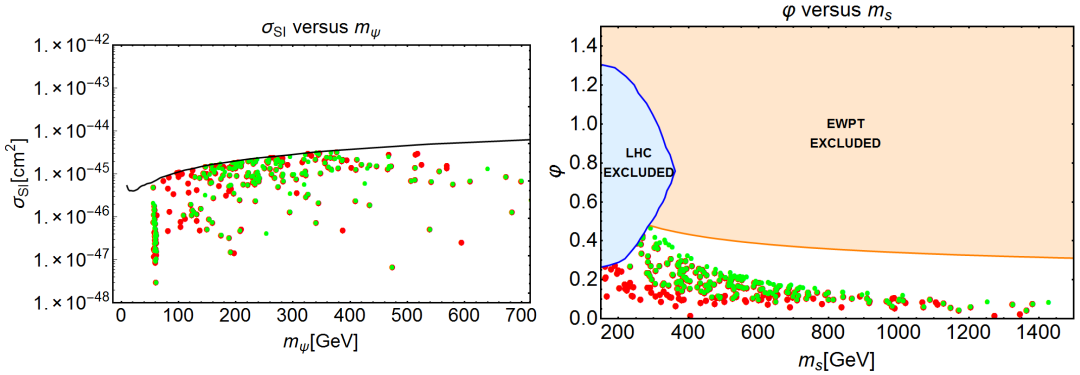 σSI versus mψ
1.×10⁻⁴²
1.×10⁻⁴³
1.×10⁻⁴⁴
1.×10⁻⁴⁵
1.×10⁻⁴⁶
1.×10⁻⁴⁷
1.×10⁻⁴⁸
σSI[cm²]
0 100 200 300 400 500 600 700
mψ[GeV]
φ versus ms
1.4
1.2
1.0
0.8
0.6
0.4
0.2
0.0
φ
LHC
EXCLUDED
EWPT
EXCLUDED
200 400 600 800 1000 1200 1400
ms[GeV]